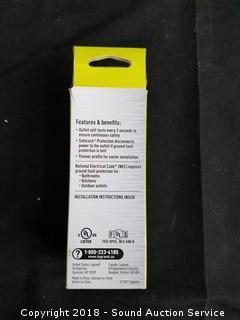 Features & benefits:
• Outlet self-tests every 3 seconds to
ensure continuous safety
• SafeLock® Protection disconnects
power to the outlet if ground fault
protection is lost
• Thinner profile for easier installation
National Electrical Code® (NEC) requires
ground fault protection for:
• Bathrooms
• Kitchens
• Outdoor outlets
INSTALLATION INSTRUCTIONS INSIDE
UL
LISTED
1-800-223-4185
www.legrand.us
Copyright 2018 - Sound Auction Service